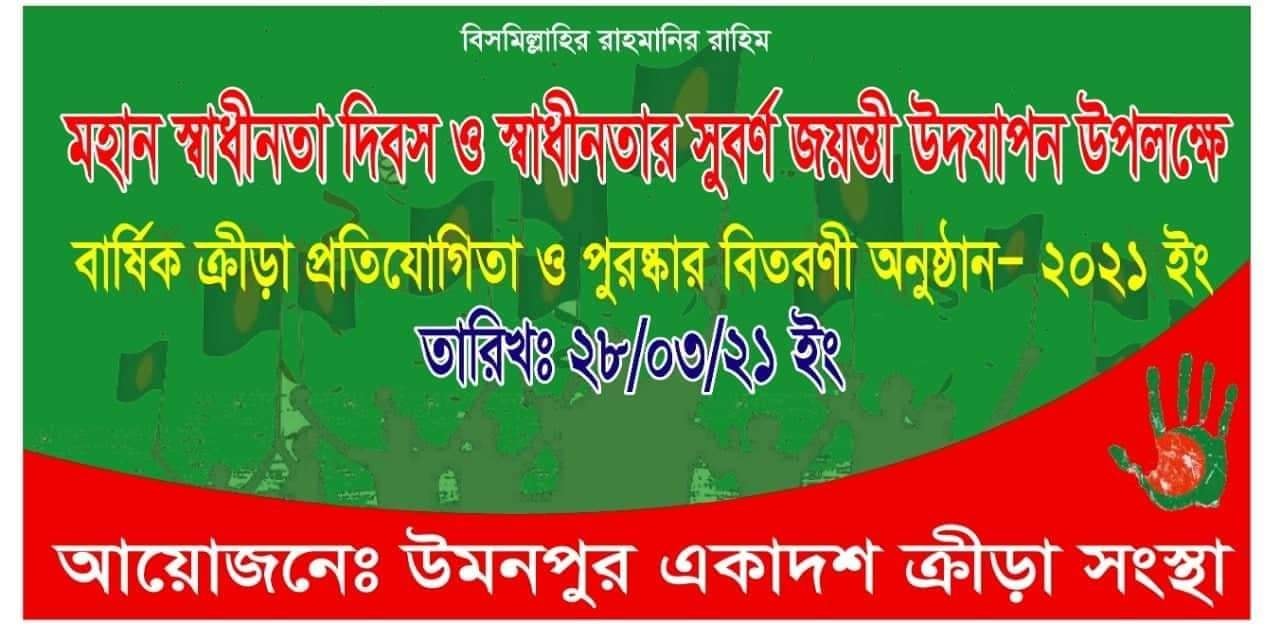 বিসমিল্লাহির রাহমানির রাহিম
মহান স্বাধীনতা দিবস ও স্বাধীনতার সুবর্ণ জয়ন্তী উদযাপন উপলক্ষে
বার্ষিক ক্রীড়া প্রতিযোগিতা ও পুরষ্কার বিতরণী অনুষ্ঠান- ২০২১ ইং
তারিখঃ ২৮/০৩/২১ ইং
আয়োজনেঃ উমনপুর একাদশ ক্রীড়া সংস্থা